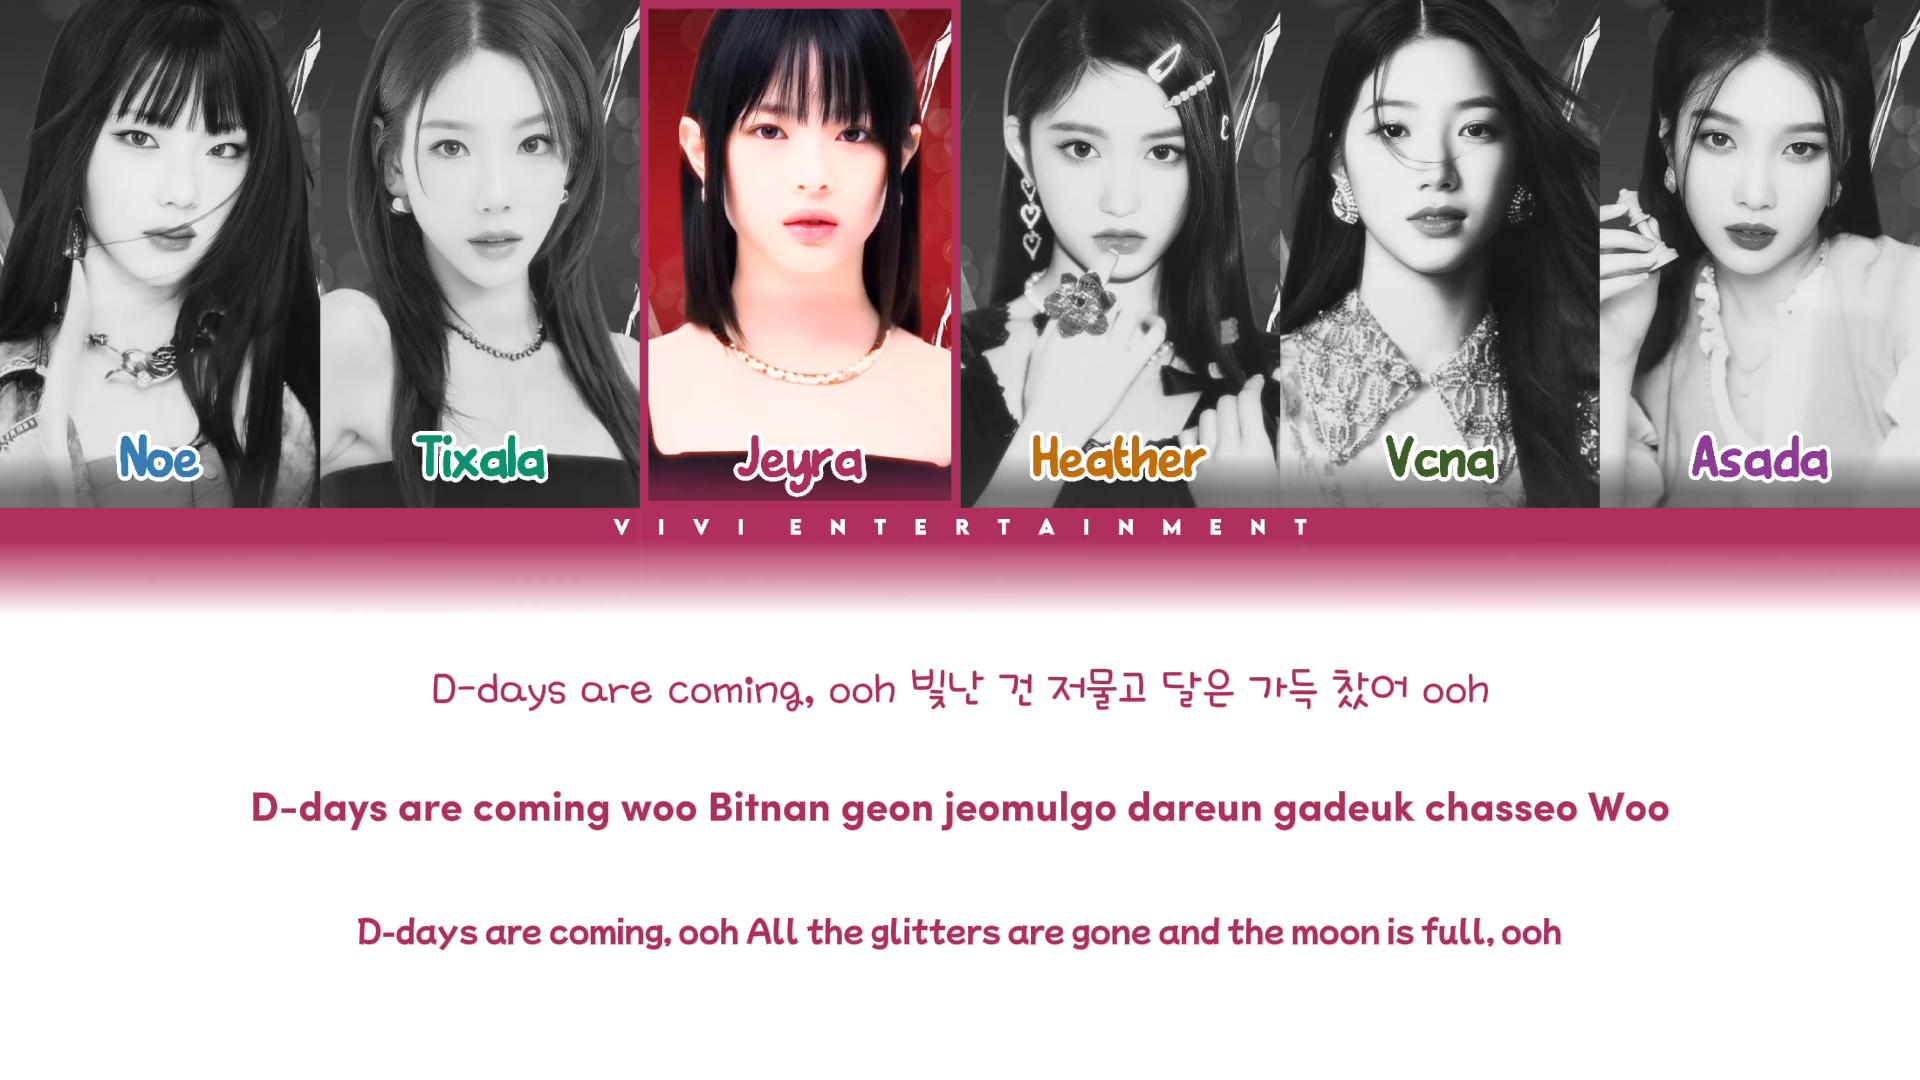 Noe
Tixala
Jeyra
Heather
Vcna
Asada
VIVI ENTERTAINMENT
D-days are coming, ooh 빛난 건 저물고 달은 가득 찼어 ooh
D-days are coming woo Bitnan geon jeomulgo dareun gadeuk chasseo Woo
D-days are coming, ooh All the glitters are gone and the moon is full, ooh